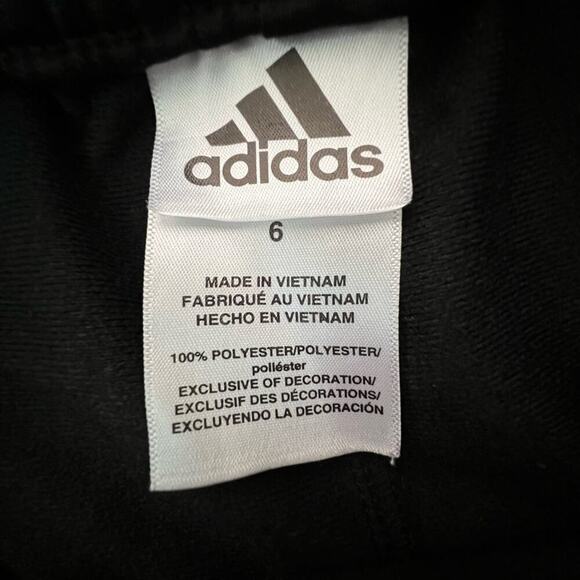 adidas
6
MADE IN VIETNAM
FABRIQUÉ AU VIETNAM
HECHO EN VIETNAM
100% POLYESTER/POLYESTER/
poliéster
EXCLUSIVE OF DECORATION/
EXCLUSIF DES DÉCORATIONS/
EXCLUYENDO LA DECORACIÓN